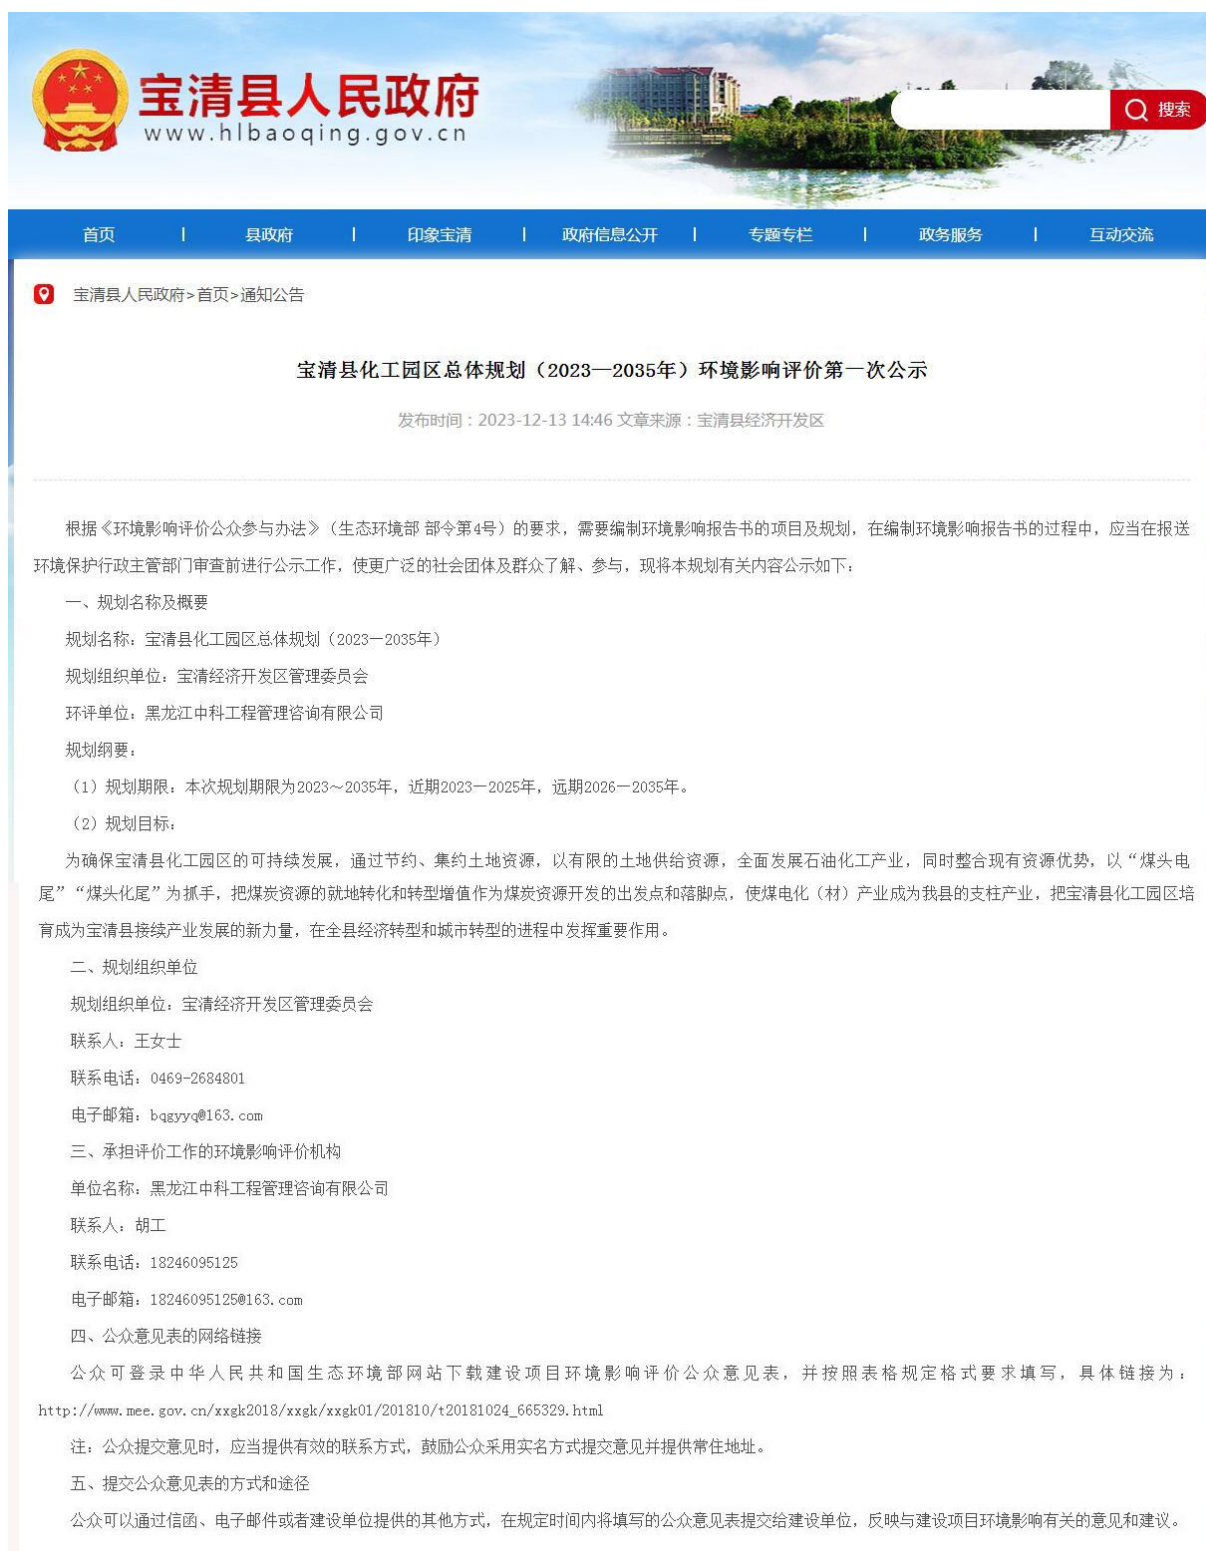 宝清县人民政府
www.hlbaoqing.gov.cn
搜索
首页 | 县政府 | 印象宝清 | 政府信息公开 | 专题专栏 | 政务服务 | 互动交流
宝清县人民政府>首页>通知公告
宝清县化工园区总体规划（2023—2035年）环境影响评价第一次公示
发布时间：2023-12-13 14:46 文章来源：宝清县经济开发区
根据《环境影响评价公众参与办法》（生态环境部 部令第4号）的要求，需要编制环境影响报告书的项目及规划，在编制环境影响报告书的过程中，应当在报送
环境保护行政主管部门审查前进行公示工作，使更广泛的社会团体及群众了解、参与，现将本规划有关内容公示如下：
一、规划名称及概要
规划名称：宝清县化工园区总体规划（2023—2035年）
规划组织单位：宝清经济开发区管理委员会
环评单位：黑龙江中科工程管理咨询有限公司
规划纲要：
（1）规划期限：本次规划期限为2023～2035年，近期2023—2025年，远期2026—2035年。
（2）规划目标：
为确保宝清县化工园区的可持续发展，通过节约、集约土地资源，以有限的土地供给资源，全面发展石油化工产业，同时整合现有资源优势，以“煤头电
尾”“煤头化尾”为抓手，把煤炭资源的就地转化和转型增值作为煤炭资源开发的出发点和落脚点，使煤电化（材）产业成为我县的支柱产业，把宝清县化工园区培
育成为宝清县接续产业发展的新力量，在全县经济转型和城市转型的进程中发挥重要作用。
二、规划组织单位
规划组织单位：宝清经济开发区管理委员会
联系人：王女士
联系电话：0469-2684801
电子邮箱：bqgyyq@163.com
三、承担评价工作的环境影响评价机构
单位名称：黑龙江中科工程管理咨询有限公司
联系人：胡工
联系电话：18246095125
电子邮箱：18246095125@163.com
四、公众意见表的网络链接
公众可登录中华人民共和国生态环境部网站下载建设项目环境影响评价公众意见表，并按照表格规定格式要求填写，具体链接为：
http://www.mee.gov.cn/xxgk2018/xxgk/xxgk01/201810/t20181024_665329.html
注：公众提交意见时，应当提供有效的联系方式，鼓励公众采用实名方式提交意见并提供常住地址。
五、提交公众意见表的方式和途径
公众可以通过信函、电子邮件或者建设单位提供的其他方式，在规定时间内将填写的公众意见表提交给建设单位，反映与建设项目环境影响有关的意见和建议。